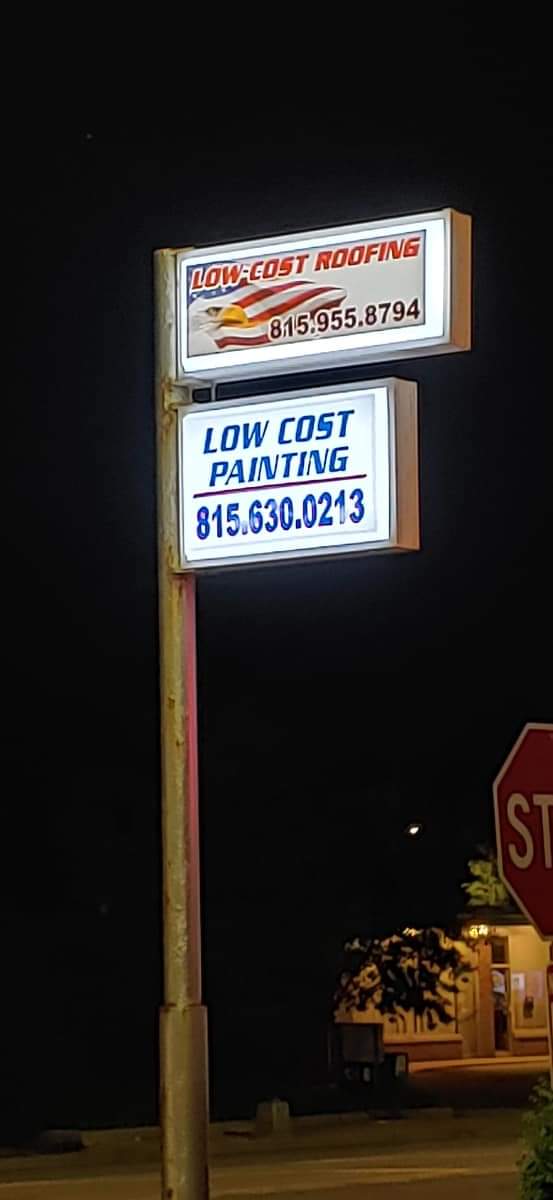 LOW-COST ROOFING
815.955.8794
LOW COST
PAINTING
815.630.0213
ST